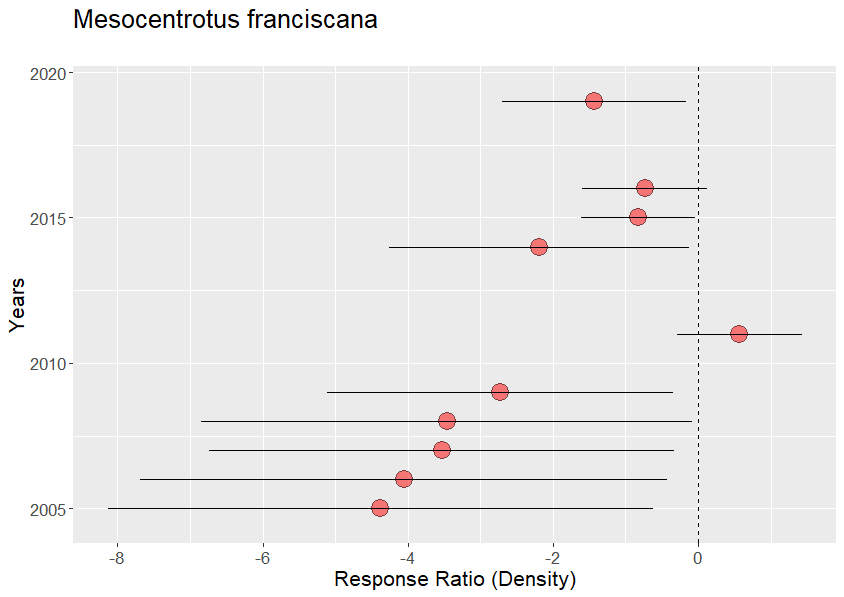 Mesocentrotus franciscana
2020
2015
2010
2005
Years
-8 -6 -4 -2 0
Response Ratio (Density)